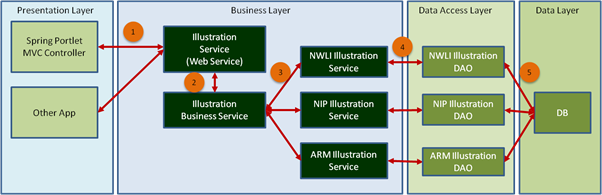 Presentation Layer
Business Layer
Data Access Layer
Data Layer
1
Spring Portlet
MVC Controller
Other App
Illustration
Service
(Web Service)
2
Illustration
Business Service
3
NWLI Illustration
Service
NIP Illustration
Service
ARM Illustration
Service
4
NWLI Illustration
DAO
NIP Illustration
DAO
ARM Illustration
DAO
5
DB